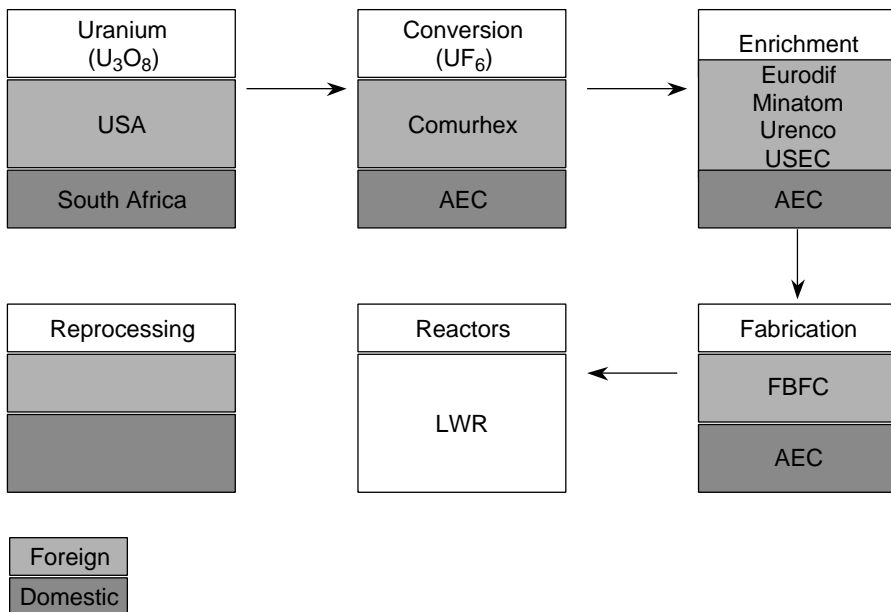 Uranium
(U₃O₈)
USA
South Africa
Conversion
(UF₆)
Comurhex
AEC
Enrichment
Eurodif
Minatom
Urenco
USEC
AEC
Reprocessing
Reactors
LWR
Fabrication
FBFC
AEC
Foreign
Domestic